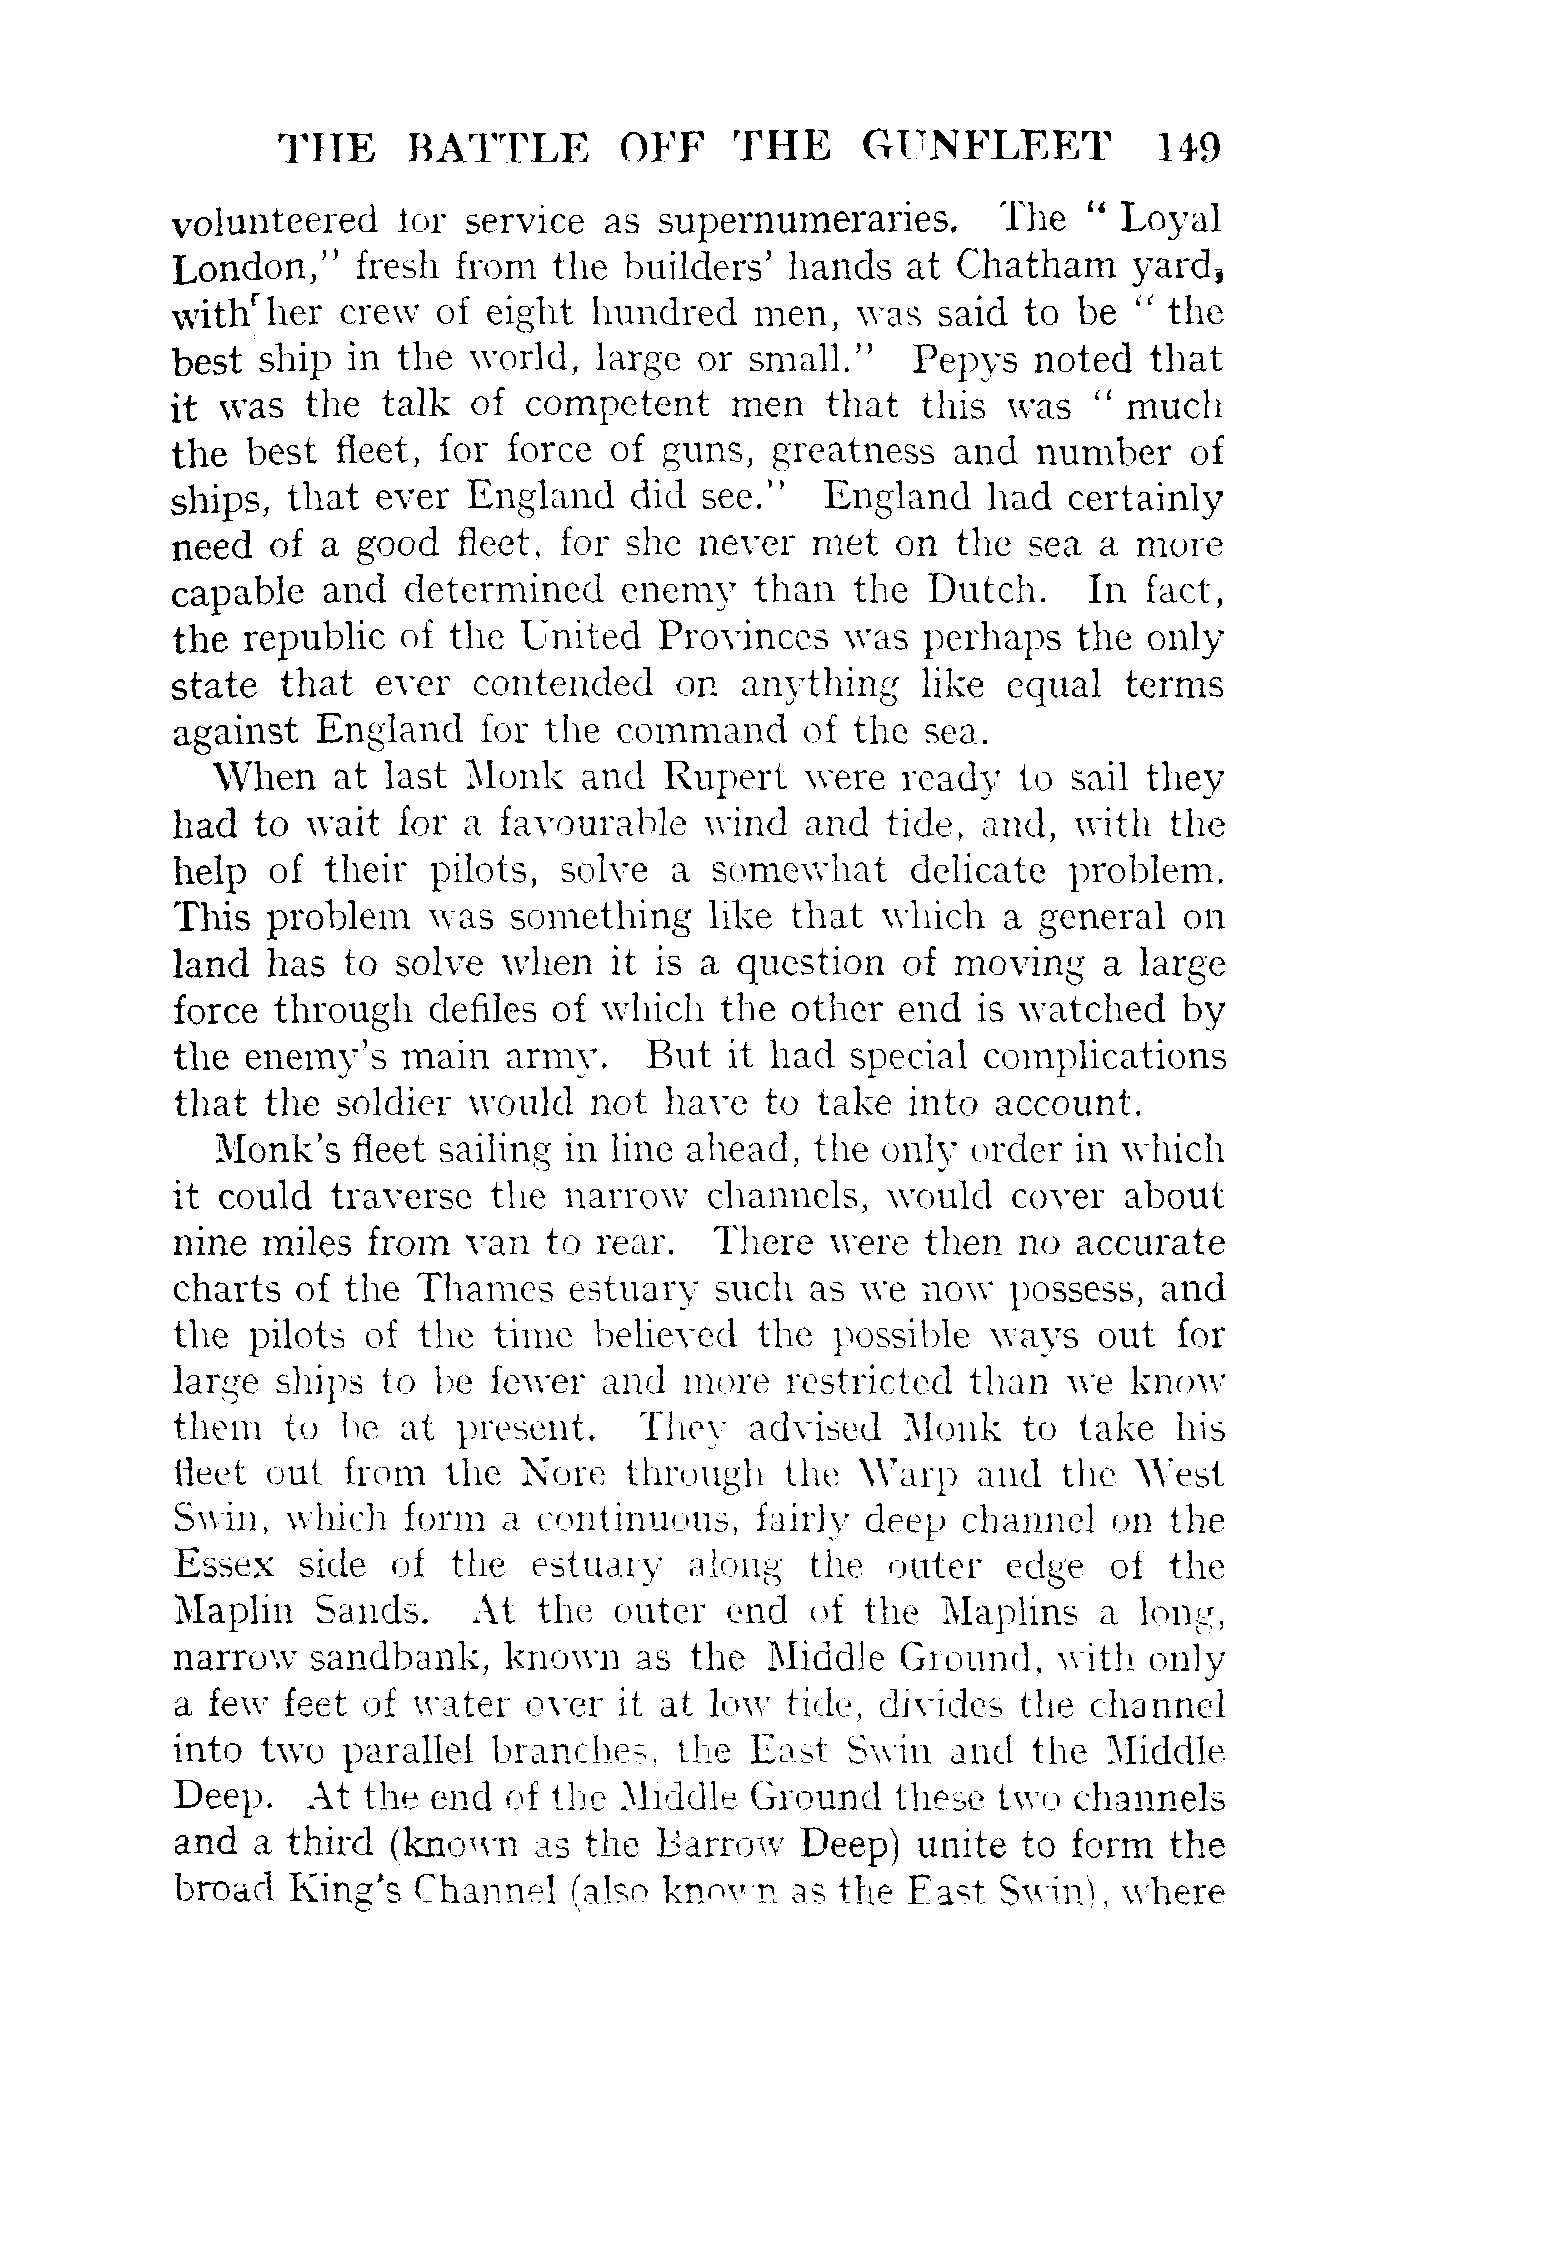 THE BATTLE OFF THE GUNFLEET 149
volunteered for service as supernumeraries. The " Loyal
London," fresh from the builders' hands at Chatham yard,
with her crew of eight hundred men, was said to be " the
best ship in the world, large or small." Pepys noted that
it was the talk of competent men that this was " much
the best fleet, for force of guns, greatness and number of
ships, that ever England did see." England had certainly
need of a good fleet, for she never met on the sea a more
capable and determined enemy than the Dutch. In fact,
the republic of the United Provinces was perhaps the only
state that ever contended on anything like equal terms
against England for the command of the sea.
When at last Monk and Rupert were ready to sail they
had to wait for a favourable wind and tide, and, with the
help of their pilots, solve a somewhat delicate problem.
This problem was something like that which a general on
land has to solve when it is a question of moving a large
force through defiles of which the other end is watched by
the enemy's main army. But it had special complications
that the soldier would not have to take into account.
Monk's fleet sailing in line ahead, the only order in which
it could traverse the narrow channels, would cover about
nine miles from van to rear. There were then no accurate
charts of the Thames estuary such as we now possess, and
the pilots of the time believed the possible ways out for
large ships to be fewer and more restricted than we know
them to be at present. They advised Monk to take his
fleet out from the Nore through the Warp and the West
Swin, which form a continuous, fairly deep channel on the
Essex side of the estuary along the outer edge of the
Maplin Sands. At the outer end of the Maplins a long,
narrow sandbank, known as the Middle Ground, with only
a few feet of water over it at low tide, divides the channel
into two parallel branches, the East Swin and the Middle
Deep. At the end of the Middle Ground these two channels
and a third (known as the Barrow Deep) unite to form the
broad King's Channel (also known as the East Swin), where